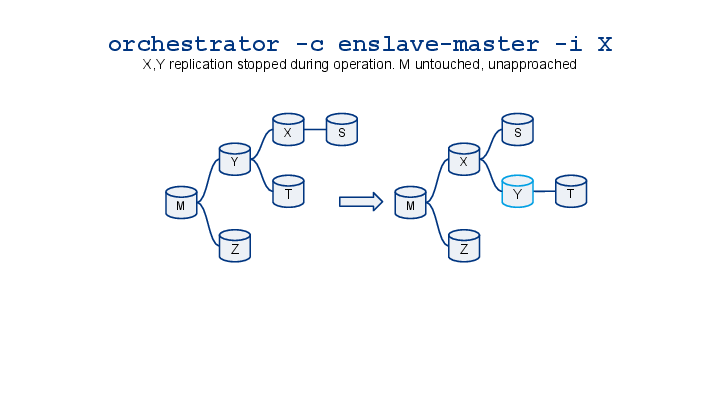 orchestrator -c enslave-master -i X
X,Y replication stopped during operation. M untouched, unapproached
X S
S
Y
X
T
Y T
M
M
Z
Z